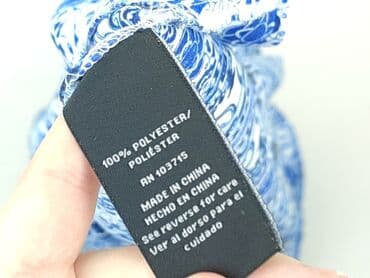 100% POLYESTER/
POLIÉSTER
RN 103715
MADE IN CHINA
HECHO EN CHINA
See reverse for care
Ver al dorso Para el
cuidado